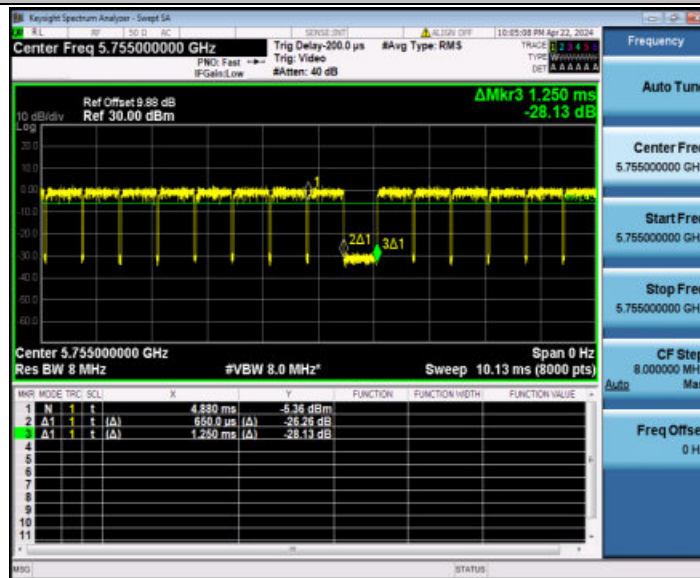 Keysight Spectrum Analyzer - Swept SA
RL RF 50 Ω AC SENSE:INT ALIGN OFF 10:05:08 PM Apr 22, 2024
Center Freq 5.755000000 GHz
PNO: Fast
IFGain:Low
Trig Delay-200.0 µs
Trig: Video
#Atten: 40 dB
#Avg Type: RMS
TRACE 1 2 3 4 5 6
TYPE
DET A A A A A A
Frequency
Auto Tune
Center Freq
5.755000000 GH
Start Freq
5.755000000 GH
Stop Freq
5.755000000 GH
CF Step
8.000000 MH
Auto Ma
Freq Offse
0 H
Ref Offset 9.88 dB
10 dB/div Ref 30.00 dBm
Log
ΔMkr3 1.250 ms
-28.13 dB
20.0
10.0
0.00
-10.0
-20.0
-30.0
-40.0
-50.0
-60.0
1
2Δ1
3Δ1
Center 5.755000000 GHz Span 0 Hz
Res BW 8 MHz #VBW 8.0 MHz* Sweep 10.13 ms (8000 pts)
MKR MODE TRC SCL X Y FUNCTION FUNCTION WIDTH FUNCTION VALUE
1 N 1 t 4.880 ms -5.36 dBm
2 Δ1 1 t (Δ) 650.0 µs (Δ) -26.26 dB
3 Δ1 1 t (Δ) 1.250 ms (Δ) -28.13 dB
4
5
6
7
8
9
10
11
MSG STATUS